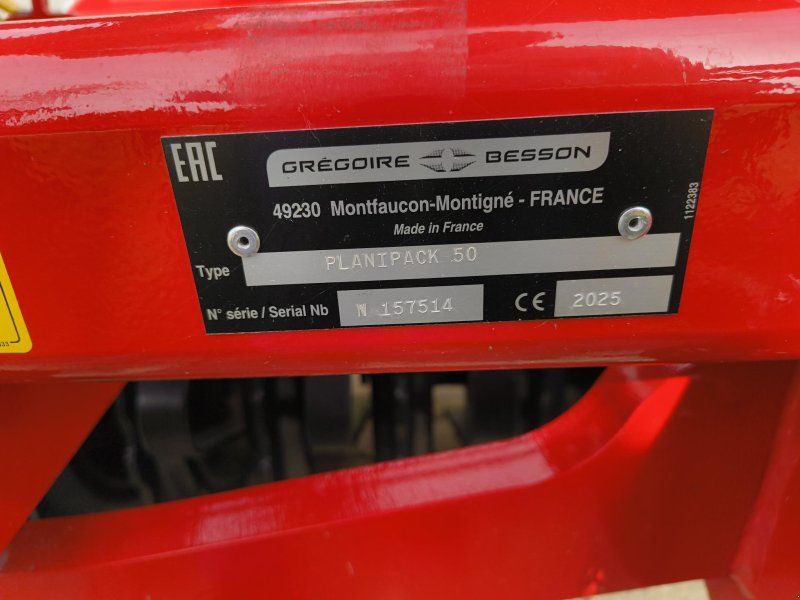 EAC
GRÉGOIRE BESSON
49230 Montfaucon-Montigné - FRANCE
Made in France
1122383
Type PLANIPACK 50
N° série / Serial Nb W 157514 CE 2025